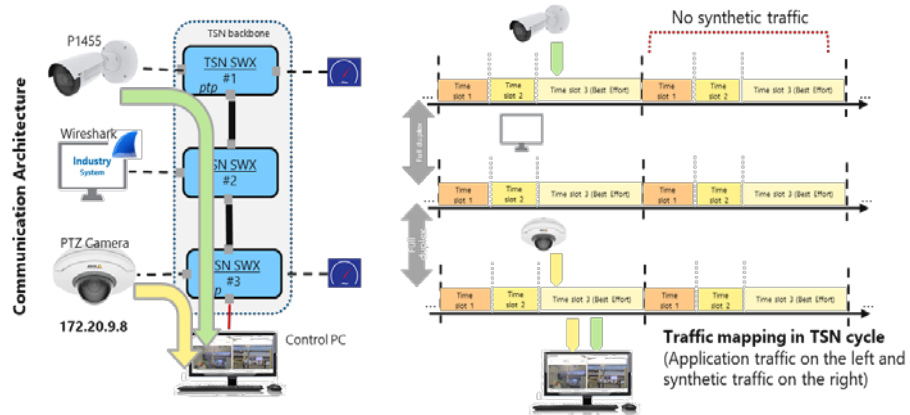 Communication Architecture
P1455
TSN backbone
TSN SWX
#1
ptp
Wireshark
Industry
System
TSN SWX
#2
PTZ Camera
SN SWX
#3
p
172.20.9.8
Control PC
No synthetic traffic
Time slot 1
Time slot 2
Time slot 3 (Best Effort)
Time slot 1
Time slot 2
Time slot 3 (Best Effort)
...
...
Full duplex
Time slot 1
Time slot 2
Time slot 3 (Best Effort)
Time slot 1
Time slot 2
Time slot 3 (Best Effort)
...
Full duplex
Time slot 1
Time slot 2
Time slot 3 (Best Effort)
Time slot 1
Time slot 2
Time slot 3 (Best Effort)
...
...
Traffic mapping in TSN cycle
(Application traffic on the left and
synthetic traffic on the right)